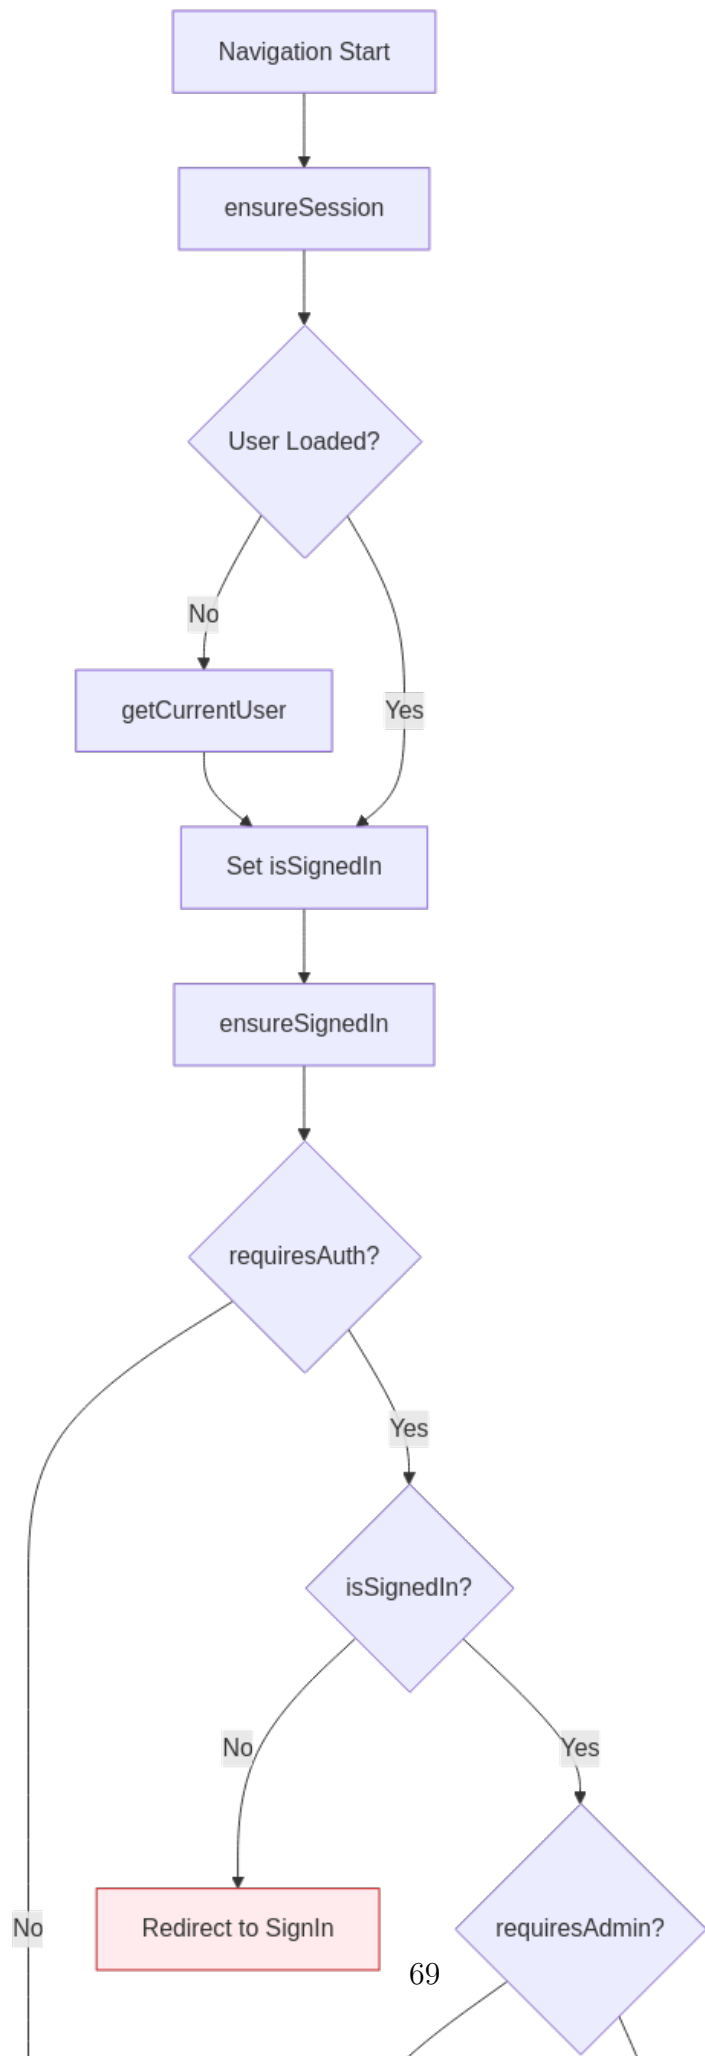 Navigation Start
ensureSession
User Loaded?
No
getCurrentUser
Yes
Set isSignedIn
ensureSignedIn
requiresAuth?
Yes
isSignedIn?
No
Yes
No
Redirect to SignIn
requiresAdmin?
69